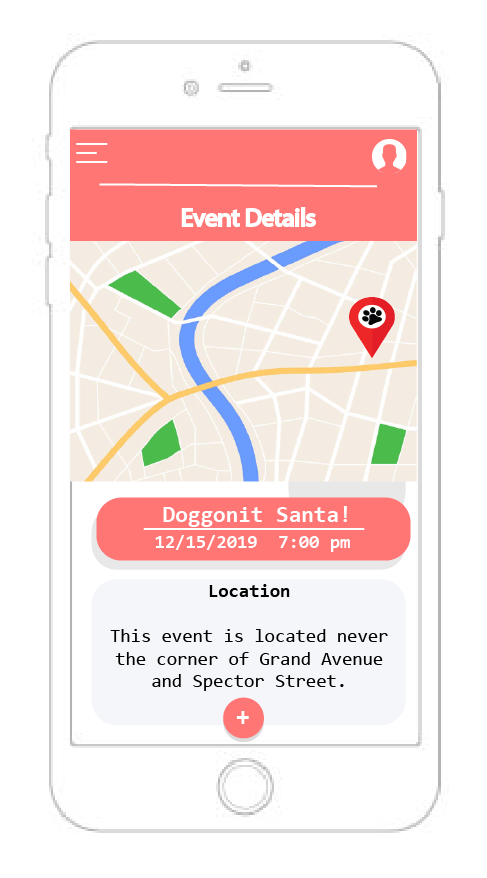 Event Details
Doggonit Santa!
12/15/2019 7:00 pm
Location
This event is located never
the corner of Grand Avenue
and Spector Street.
+